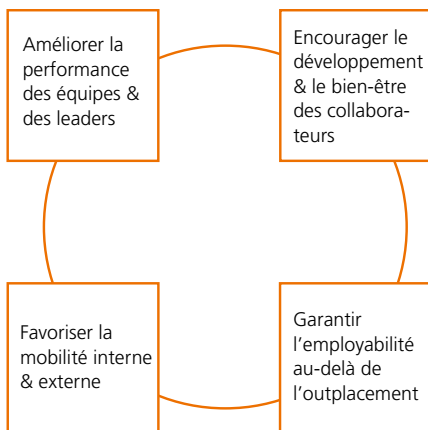 Améliorer la
performance
des équipes &
des leaders
Encourager le
développement
& le bien-être
des collabora-
teurs
Favoriser la
mobilité interne
& externe
Garantir
l’employabilité
au-delà de
l’outplacement